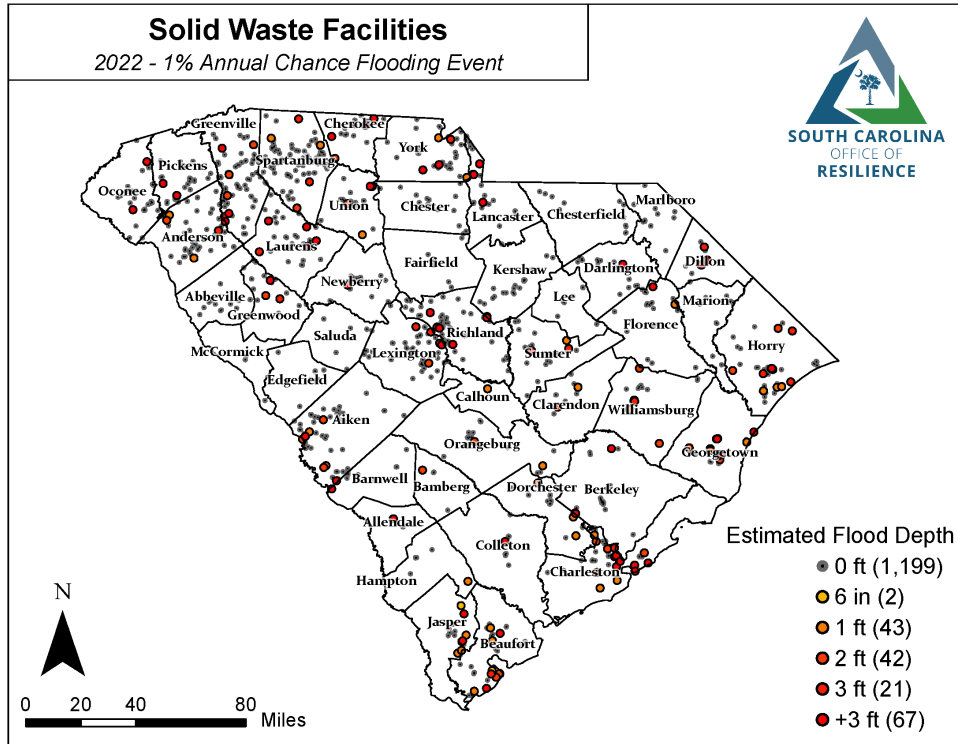 Solid Waste Facilities
2022 - 1% Annual Chance Flooding Event
SOUTH CAROLINA
OFFICE OF
RESILIENCE
Greenville
Cherokee
Spartanburg
York
Pickens
Oconee
Union
Chester
Lancaster
Chesterfield
Marlboro
Anderson
Laurens
Fairfield
Kershaw
Darlington
Dillon
Newberry
Abbeville
Greenwood
Lee
Marion
Florence
Saluda
Richland
Horry
McCormick
Lexington
Sumter
Edgefield
Calhoun
Clarendon
Williamsburg
Aiken
Orangeburg
Georgetown
Barnwell
Bamberg
Dorchester
Berkeley
Allendale
Colleton
Charleston
Hampton
Jasper
Beaufort
Estimated Flood Depth
0 ft (1,199)
6 in (2)
1 ft (43)
2 ft (42)
3 ft (21)
+3 ft (67)
N
0 20 40 80
Miles